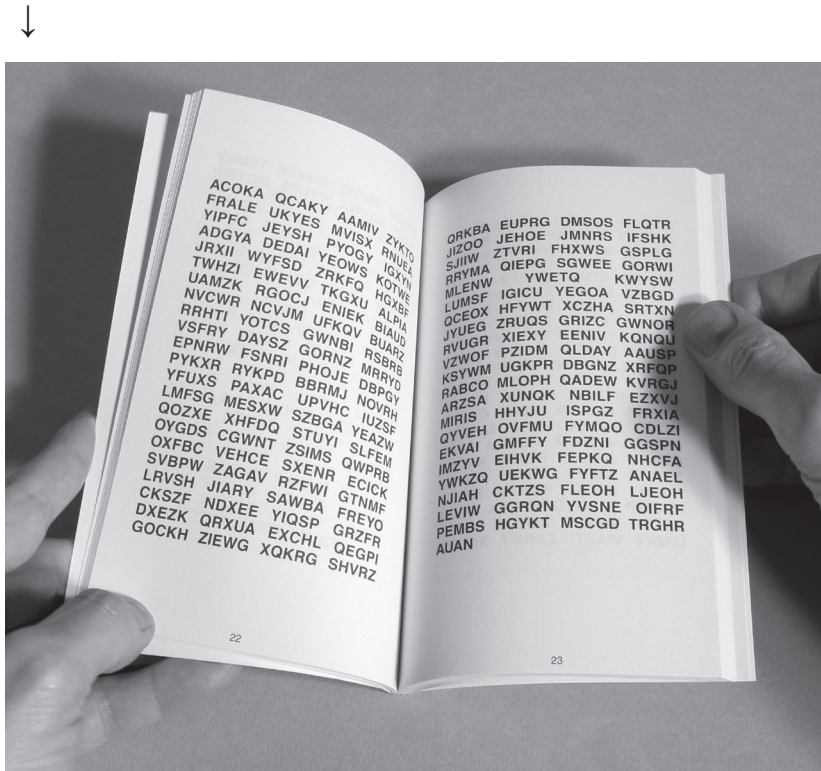 ↓
ACOKA QCAKY AAMIV ZYKTO
FRALE UKYES MVISX RNUEA
YIPFC JEYSH PYOGY IGXYN
ADGYA DEDAI YEOWS KOTWE
JRXII WYFSD ZRKFQ HGXBF
TWHZI EWEVV TKGXU ALPIA
UAMZK RGOCJ ENIEK BIAUD
NVCWR NCVJM UFKQV BUARZ
RRHTI YOTCS GWNBI RSBRB
VSFRY DAYSZ GORNZ MRRYD
EPNRW FSNRI PHOJE DBPGY
PYKXR RYKPD BBRMJ NOVRH
YFUXS PAXAC UPVHC IUZSF
LMFSG MESXW SZBGA YEAZW
QOZXE XHFDQ STUYI SLFEM
OYGDS CGWNT ZSIMS QWPRB
OXFBC VEHCE SXENR ECICK
SVBPW ZAGAV RZFWI GTNMF
LRVSH JIARY SAWBA FREYO
CKSZF NDXEE YIQSP GRZFR
DXEZK QRXUA EXCHL QEGPI
GOCKH ZIEWG XQKRG SHVRZ
22
QRKBA EUPRG DMSOS FLQTR
JIZOO JEHOE JMNRS IFSHK
SJIIW ZTVRI FHXWS GSPLG
RRYMA QIEPG SGWEE GORWI
MLENW YWETQ KWYSW
LUMSF IGICU YEGOA VZBGD
QCEOX HFYWT XCZHA SRTXN
JYUEG ZRUQS GRIZC GWNOR
RVUGR XIEXY EENIV KQNQU
VZWOF PZIDM QLDAY AAUSP
KSYWM UGKPR DBGNZ XRFQP
RABCO MLOPH QADEW KVRGJ
ARZSA XUNQK NBILF EZXVJ
MIRIS HHYJU ISPGZ FRXIA
QYVEH OVFMU FYMQO CDLZI
EKVAI GMFFY FDZNI GGSPN
IMZYV EIHVK FEPKQ NHCFA
YWKZQ UEKWG FYFTZ ANAEL
NJIAH CKTZS FLEOH LJEOH
LEVIW GGRQN YVSNE OIFRF
PEMBS HGYKT MSCGD TRGHR
AUAN
23